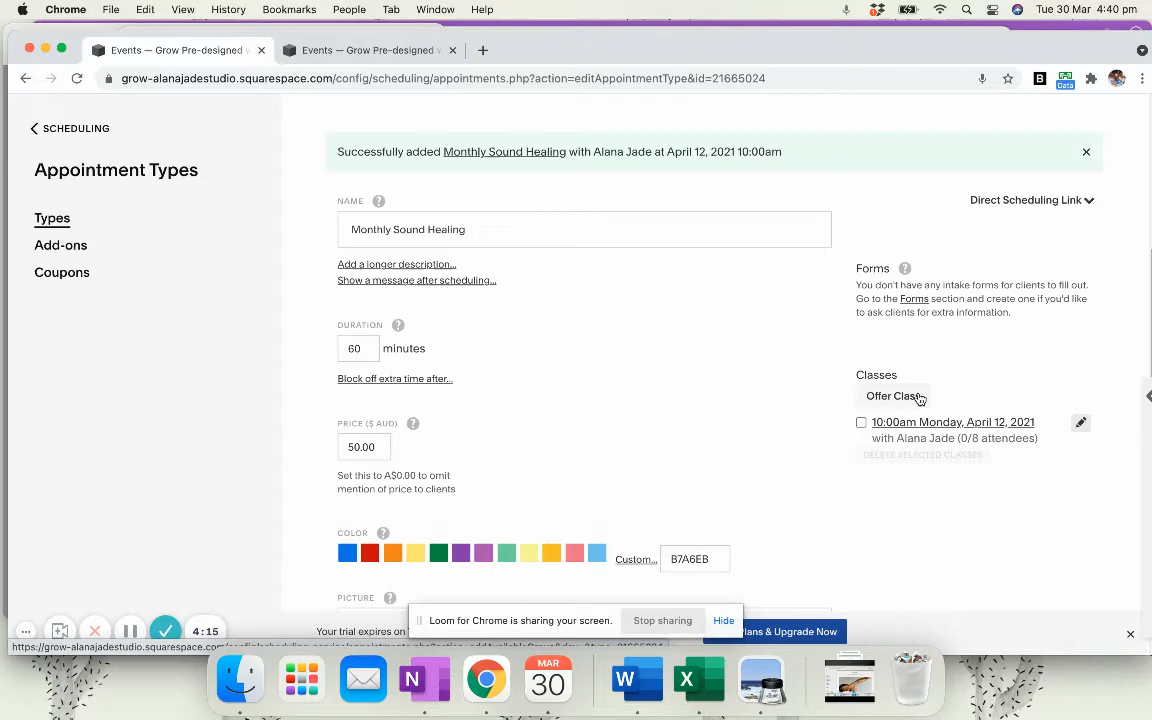 Chrome File Edit View History Bookmarks People Tab Window Help Tue 30 Mar 4:40 pm
Events — Grow Pre-designed Events — Grow Pre-designed
grow-alanajadestudio.squarespace.com/config/scheduling/appointments.php?action=editAppointmentType&id=21665024
B Data
SCHEDULING
Appointment Types
Types
Add-ons
Coupons
Successfully added Monthly Sound Healing with Alana Jade at April 12, 2021 10:00am
NAME ?
Monthly Sound Healing
Direct Scheduling Link
Add a longer description...
Show a message after scheduling...
Forms ?
You don't have any intake forms for clients to fill out.
Go to the Forms section and create one if you'd like
to ask clients for extra information.
DURATION ?
60 minutes
Block off extra time after...
Classes
Offer Class
10:00am Monday, April 12, 2021
with Alana Jade (0/8 attendees)
DELETE SELECTED CLASSES
PRICE ($ AUD) ?
50.00
Set this to A$0.00 to omit
mention of price to clients
COLOR ?
Custom... B7A6EB
PICTURE ?
Loom for Chrome is sharing your screen. Stop sharing Hide
4:15
Your trial expires on
Plans & Upgrade Now
MAR
30
N
W
X